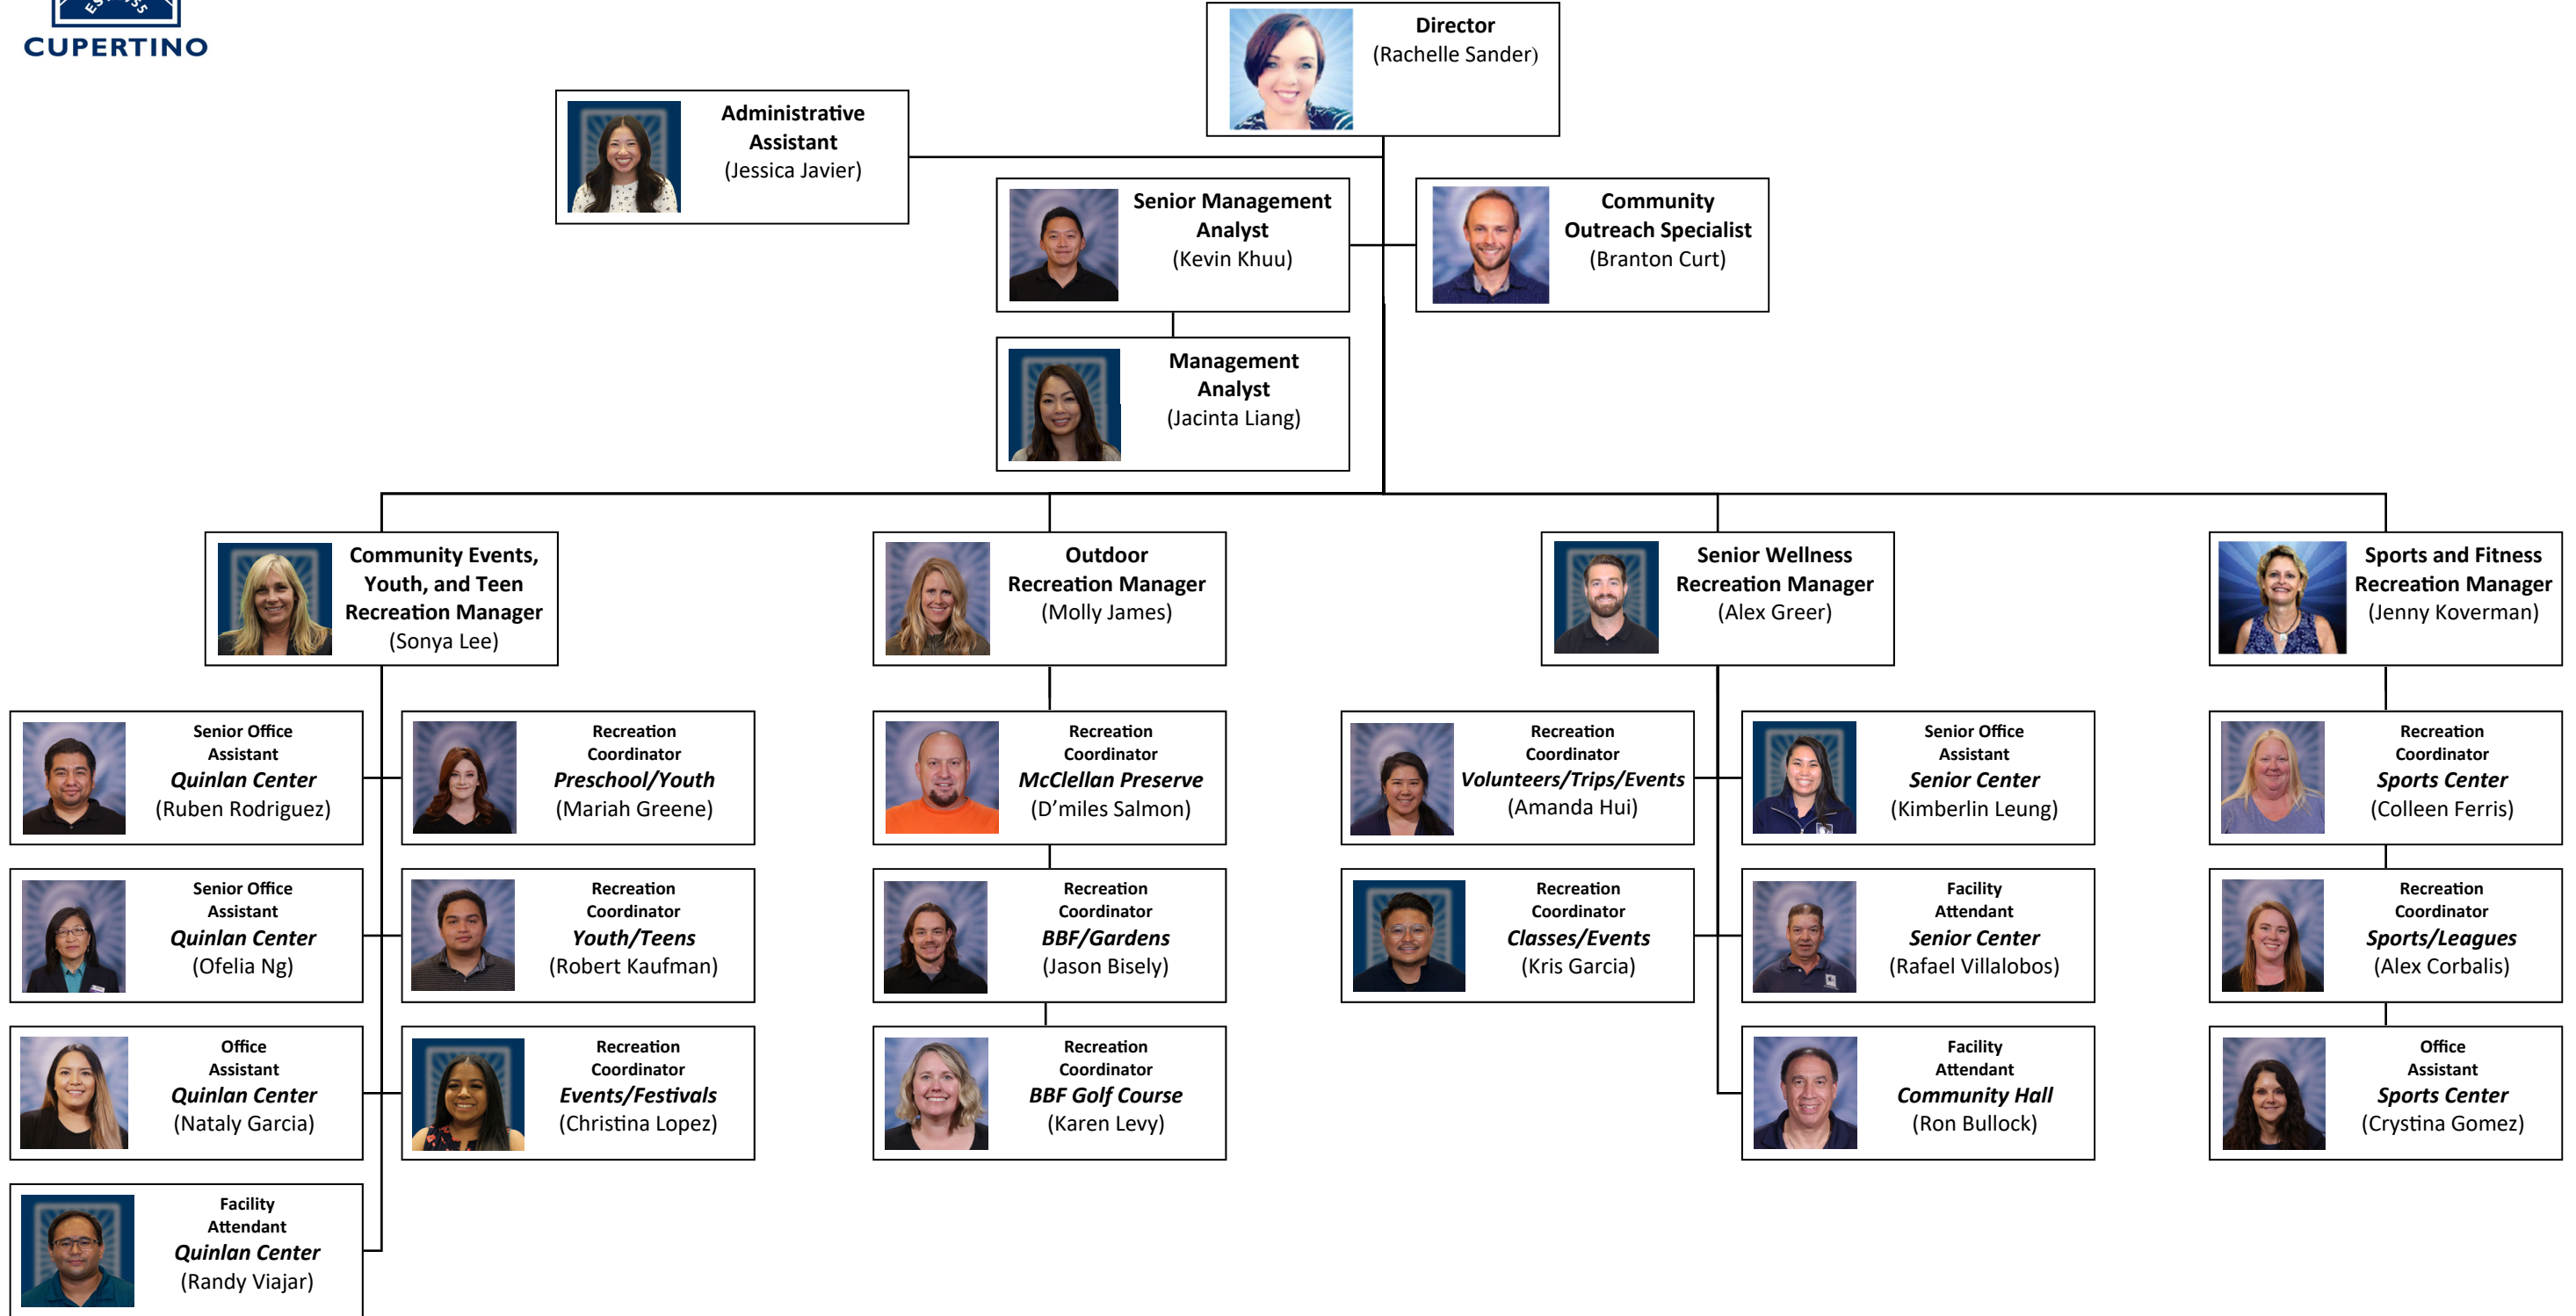 CUPERTINO
Director
(Rachelle Sander)
Administrative
Assistant
(Jessica Javier)
Senior Management
Analyst
(Kevin Khuu)
Community
Outreach Specialist
(Branton Curt)
Management
Analyst
(Jacinta Liang)
Community Events,
Youth, and Teen
Recreation Manager
(Sonya Lee)
Outdoor
Recreation Manager
(Molly James)
Senior Wellness
Recreation Manager
(Alex Greer)
Sports and Fitness
Recreation Manager
(Jenny Koverman)
Senior Office
Assistant
Quinlan Center
(Ruben Rodriguez)
Recreation
Coordinator
Preschool/Youth
(Mariah Greene)
Recreation
Coordinator
McClellan Preserve
(D’miles Salmon)
Recreation
Coordinator
Volunteers/Trips/Events
(Amanda Hui)
Senior Office
Assistant
Senior Center
(Kimberlin Leung)
Recreation
Coordinator
Sports Center
(Colleen Ferris)
Senior Office
Assistant
Quinlan Center
(Ofelia Ng)
Recreation
Coordinator
Youth/Teens
(Robert Kaufman)
Recreation
Coordinator
BBF/Gardens
(Jason Bisely)
Recreation
Coordinator
Classes/Events
(Kris Garcia)
Facility
Attendant
Senior Center
(Rafael Villalobos)
Recreation
Coordinator
Sports/Leagues
(Alex Corbalis)
Office
Assistant
Quinlan Center
(Nataly Garcia)
Recreation
Coordinator
Events/Festivals
(Christina Lopez)
Recreation
Coordinator
BBF Golf Course
(Karen Levy)
Facility
Attendant
Community Hall
(Ron Bullock)
Office
Assistant
Sports Center
(Crystina Gomez)
Facility
Attendant
Quinlan Center
(Randy Viajar)